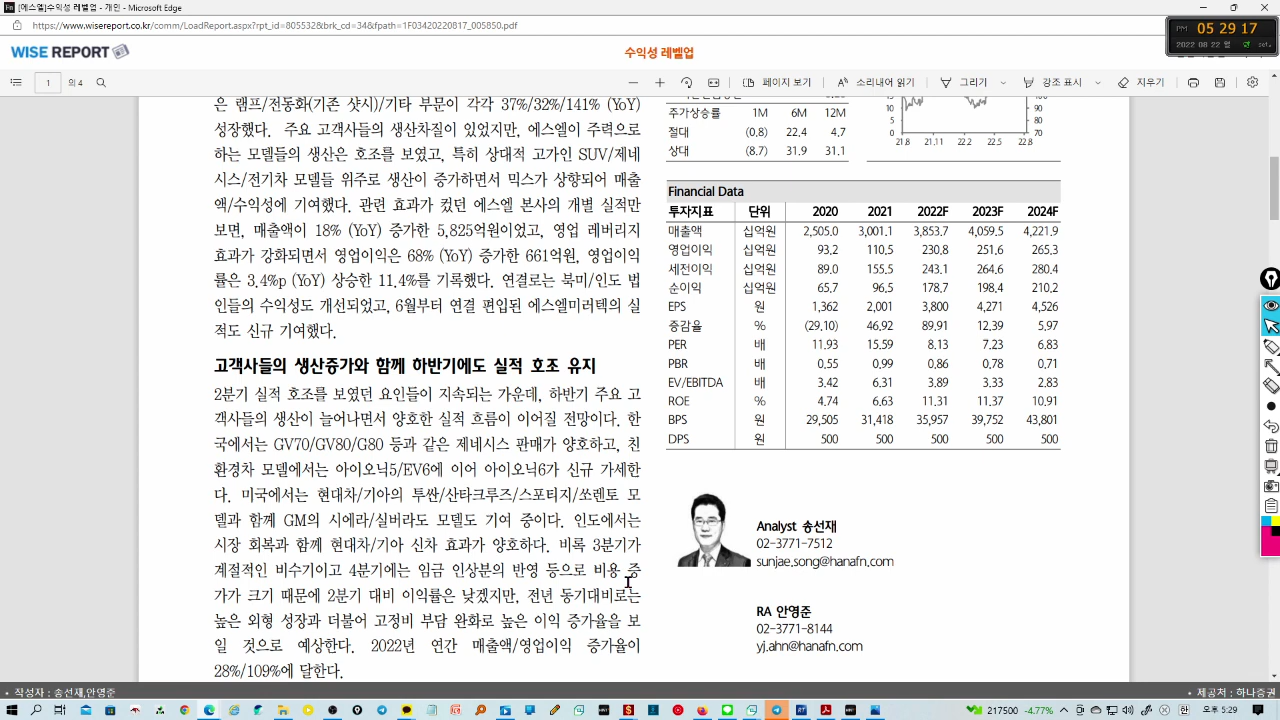 [에스엘]수익성 레벨업 - 개인 - Microsoft Edge
https://www.wisereport.co.kr/comm/LoadReport.aspx?rpt_id=805532&brk_cd=34&fpath=1F03420220817_005850.pdf
PM 05 29 17
2022 08 22 월
WISE REPORT
수익성 레벨업
1 의 4
페이지 보기
소리내어 읽기
그리기
강조 표시
지우기
은 램프/전동화(기존 샷시)/기타 부문이 각각 37%/32%/141% (YoY)
성장했다. 주요 고객사들의 생산차질이 있었지만, 에스엘이 주력으로
하는 모델들의 생산은 호조를 보였고, 특히 상대적 고가인 SUV/제네
시스/전기차 모델들 위주로 생산이 증가하면서 믹스가 상향되어 매출
액/수익성에 기여했다. 관련 효과가 컸던 에스엘 본사의 개별 실적만
보면, 매출액이 18% (YoY) 증가한 5,825억원이었고, 영업 레버리지
효과가 강화되면서 영업이익은 68% (YoY) 증가한 661억원, 영업이익
률은 3.4%p (YoY) 상승한 11.4%를 기록했다. 연결로는 북미/인도 법
인들의 수익성도 개선되었고, 6월부터 연결 편입된 에스엘미러텍의 실
적도 신규 기여했다.
고객사들의 생산증가와 함께 하반기에도 실적 호조 유지
2분기 실적 호조를 보였던 요인들이 지속되는 가운데, 하반기 주요 고
객사들의 생산이 늘어나면서 양호한 실적 흐름이 이어질 전망이다. 한
국에서는 GV70/GV80/G80 등과 같은 제네시스 판매가 양호하고, 친
환경차 모델에서는 아이오닉5/EV6에 이어 아이오닉6가 신규 가세한
다. 미국에서는 현대차/기아의 투싼/산타크루즈/스포티지/쏘렌토 모
델과 함께 GM의 시에라/실버라도 모델도 기여 중이다. 인도에서는
시장 회복과 함께 현대차/기아 신차 효과가 양호하다. 비록 3분기가
계절적인 비수기이고 4분기에는 임금 인상분의 반영 등으로 비용 증
가가 크기 때문에 2분기 대비 이익률은 낮겠지만, 전년 동기대비로는
높은 외형 성장과 더불어 고정비 부담 완화로 높은 이익 증가율을 보
일 것으로 예상한다. 2022년 연간 매출액/영업이익 증가율이
28%/109%에 달한다.
주가상승률 1M 6M 12M
절대 (0.8) 22.4 4.7
상대 (8.7) 31.9 31.1
10 5 0
100 90 80 70
21.8 21.11 22.2 22.5 22.8
Financial Data
투자지표 단위 2020 2021 2022F 2023F 2024F
매출액 십억원 2,505.0 3,001.1 3,853.7 4,059.5 4,221.9
영업이익 십억원 93.2 110.5 230.8 251.6 265.3
세전이익 십억원 89.0 155.5 243.1 264.6 280.4
순이익 십억원 65.7 96.5 178.7 198.4 210.2
EPS 원 1,362 2,001 3,800 4,271 4,526
증감율 % (29.10) 46.92 89.91 12.39 5.97
PER 배 11.93 15.59 8.13 7.23 6.83
PBR 배 0.55 0.99 0.86 0.78 0.71
EV/EBITDA 배 3.42 6.31 3.89 3.33 2.83
ROE % 4.74 6.63 11.31 11.37 10.91
BPS 원 29,505 31,418 35,957 39,752 43,801
DPS 원 500 500 500 500 500
Analyst 송선재
02-3771-7512
sunjae.song@hanafn.com
RA 안영준
02-3771-8144
yj.ahn@hanafn.com
• 작성자 : 송선재,안영준
• 제공처 : 하나증권
217500 -4.77%
한
오후 5:29